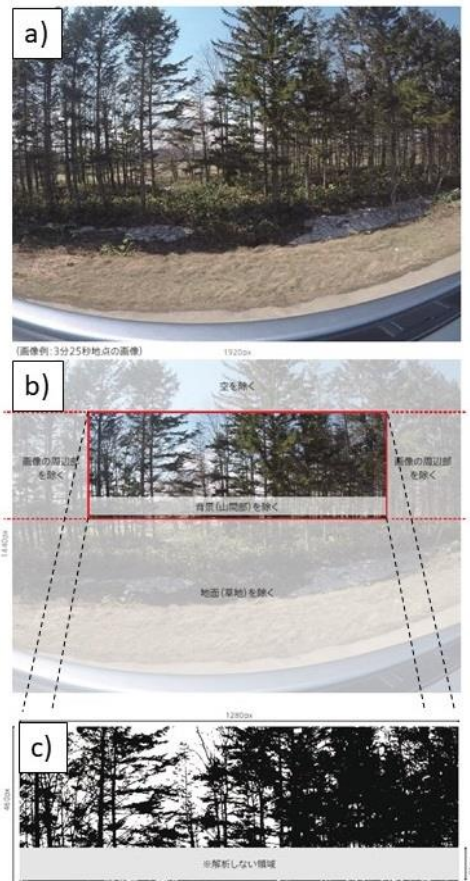 a)
(画像例：3分25秒地点の画像)
1920px
b)
空を除く
画像の周辺部
を除く
画像の周辺部
を除く
背景(山間部)を除く
1440px
地面(草地)を除く
1280px
c)
460px
※解析しない領域